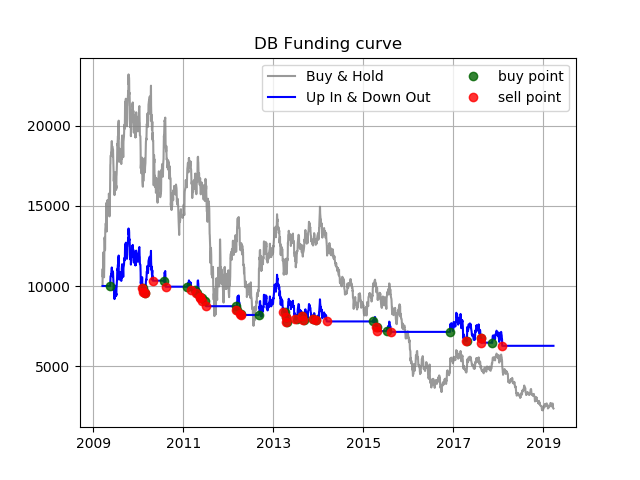 DB Funding curve
Buy & Hold
Up In & Down Out
buy point
sell point
20000
15000
10000
5000
2009 2011 2013 2015 2017 2019